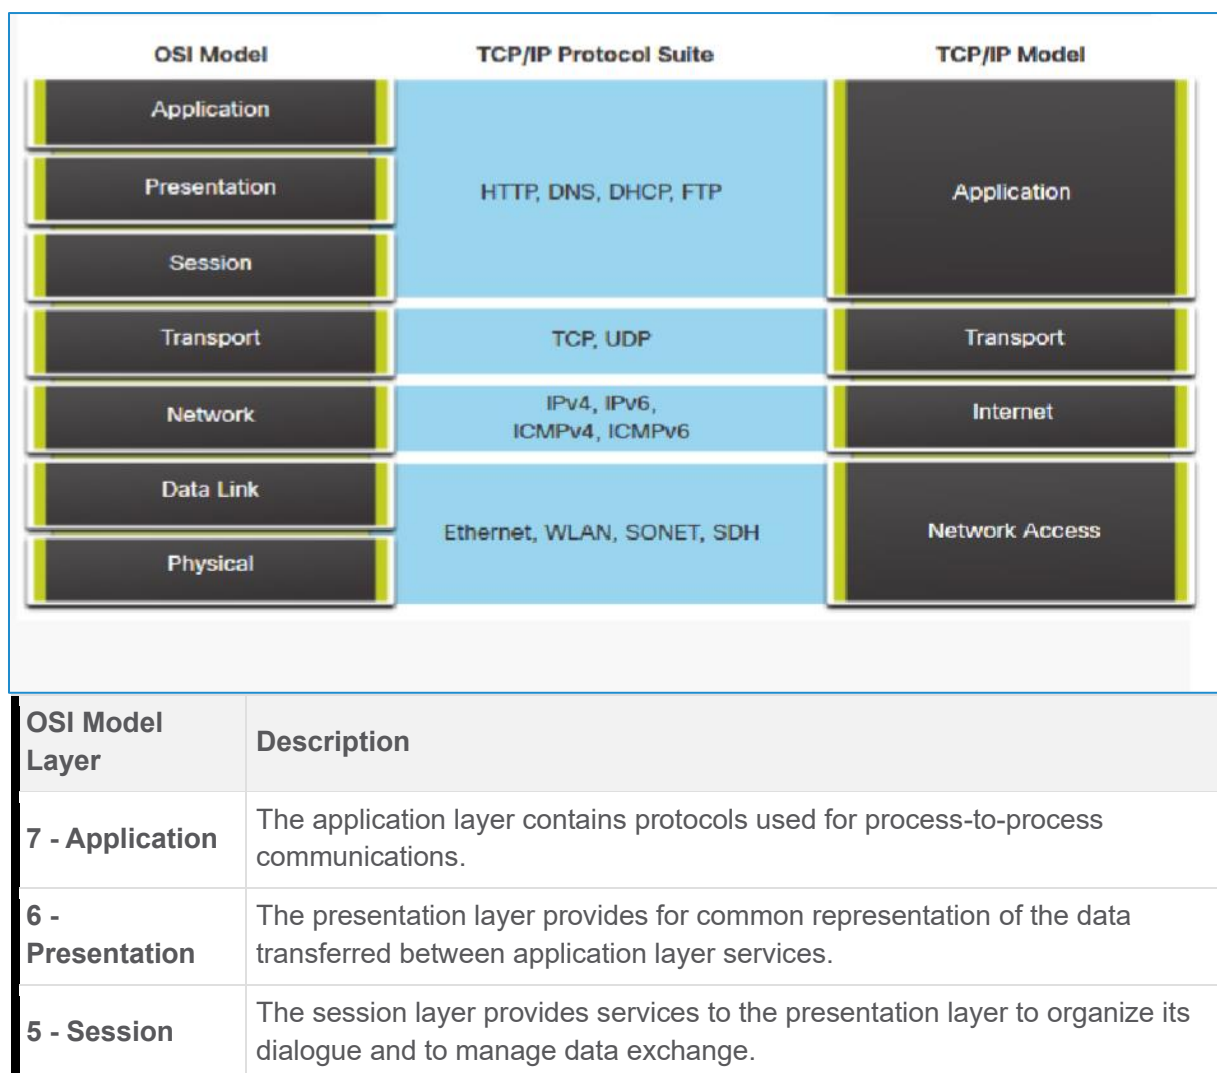 OSI Model TCP/IP Protocol Suite TCP/IP Model
Application
Presentation
Session
HTTP, DNS, DHCP, FTP
Application
Transport TCP, UDP Transport
Network
IPv4, IPv6,
ICMPv4, ICMPv6
Internet
Data Link
Physical
Ethernet, WLAN, SONET, SDH
Network Access
OSI Model
Layer
Description
7 - Application
The application layer contains protocols used for process-to-process
communications.
6 -
Presentation
The presentation layer provides for common representation of the data
transferred between application layer services.
5 - Session
The session layer provides services to the presentation layer to organize its
dialogue and to manage data exchange.